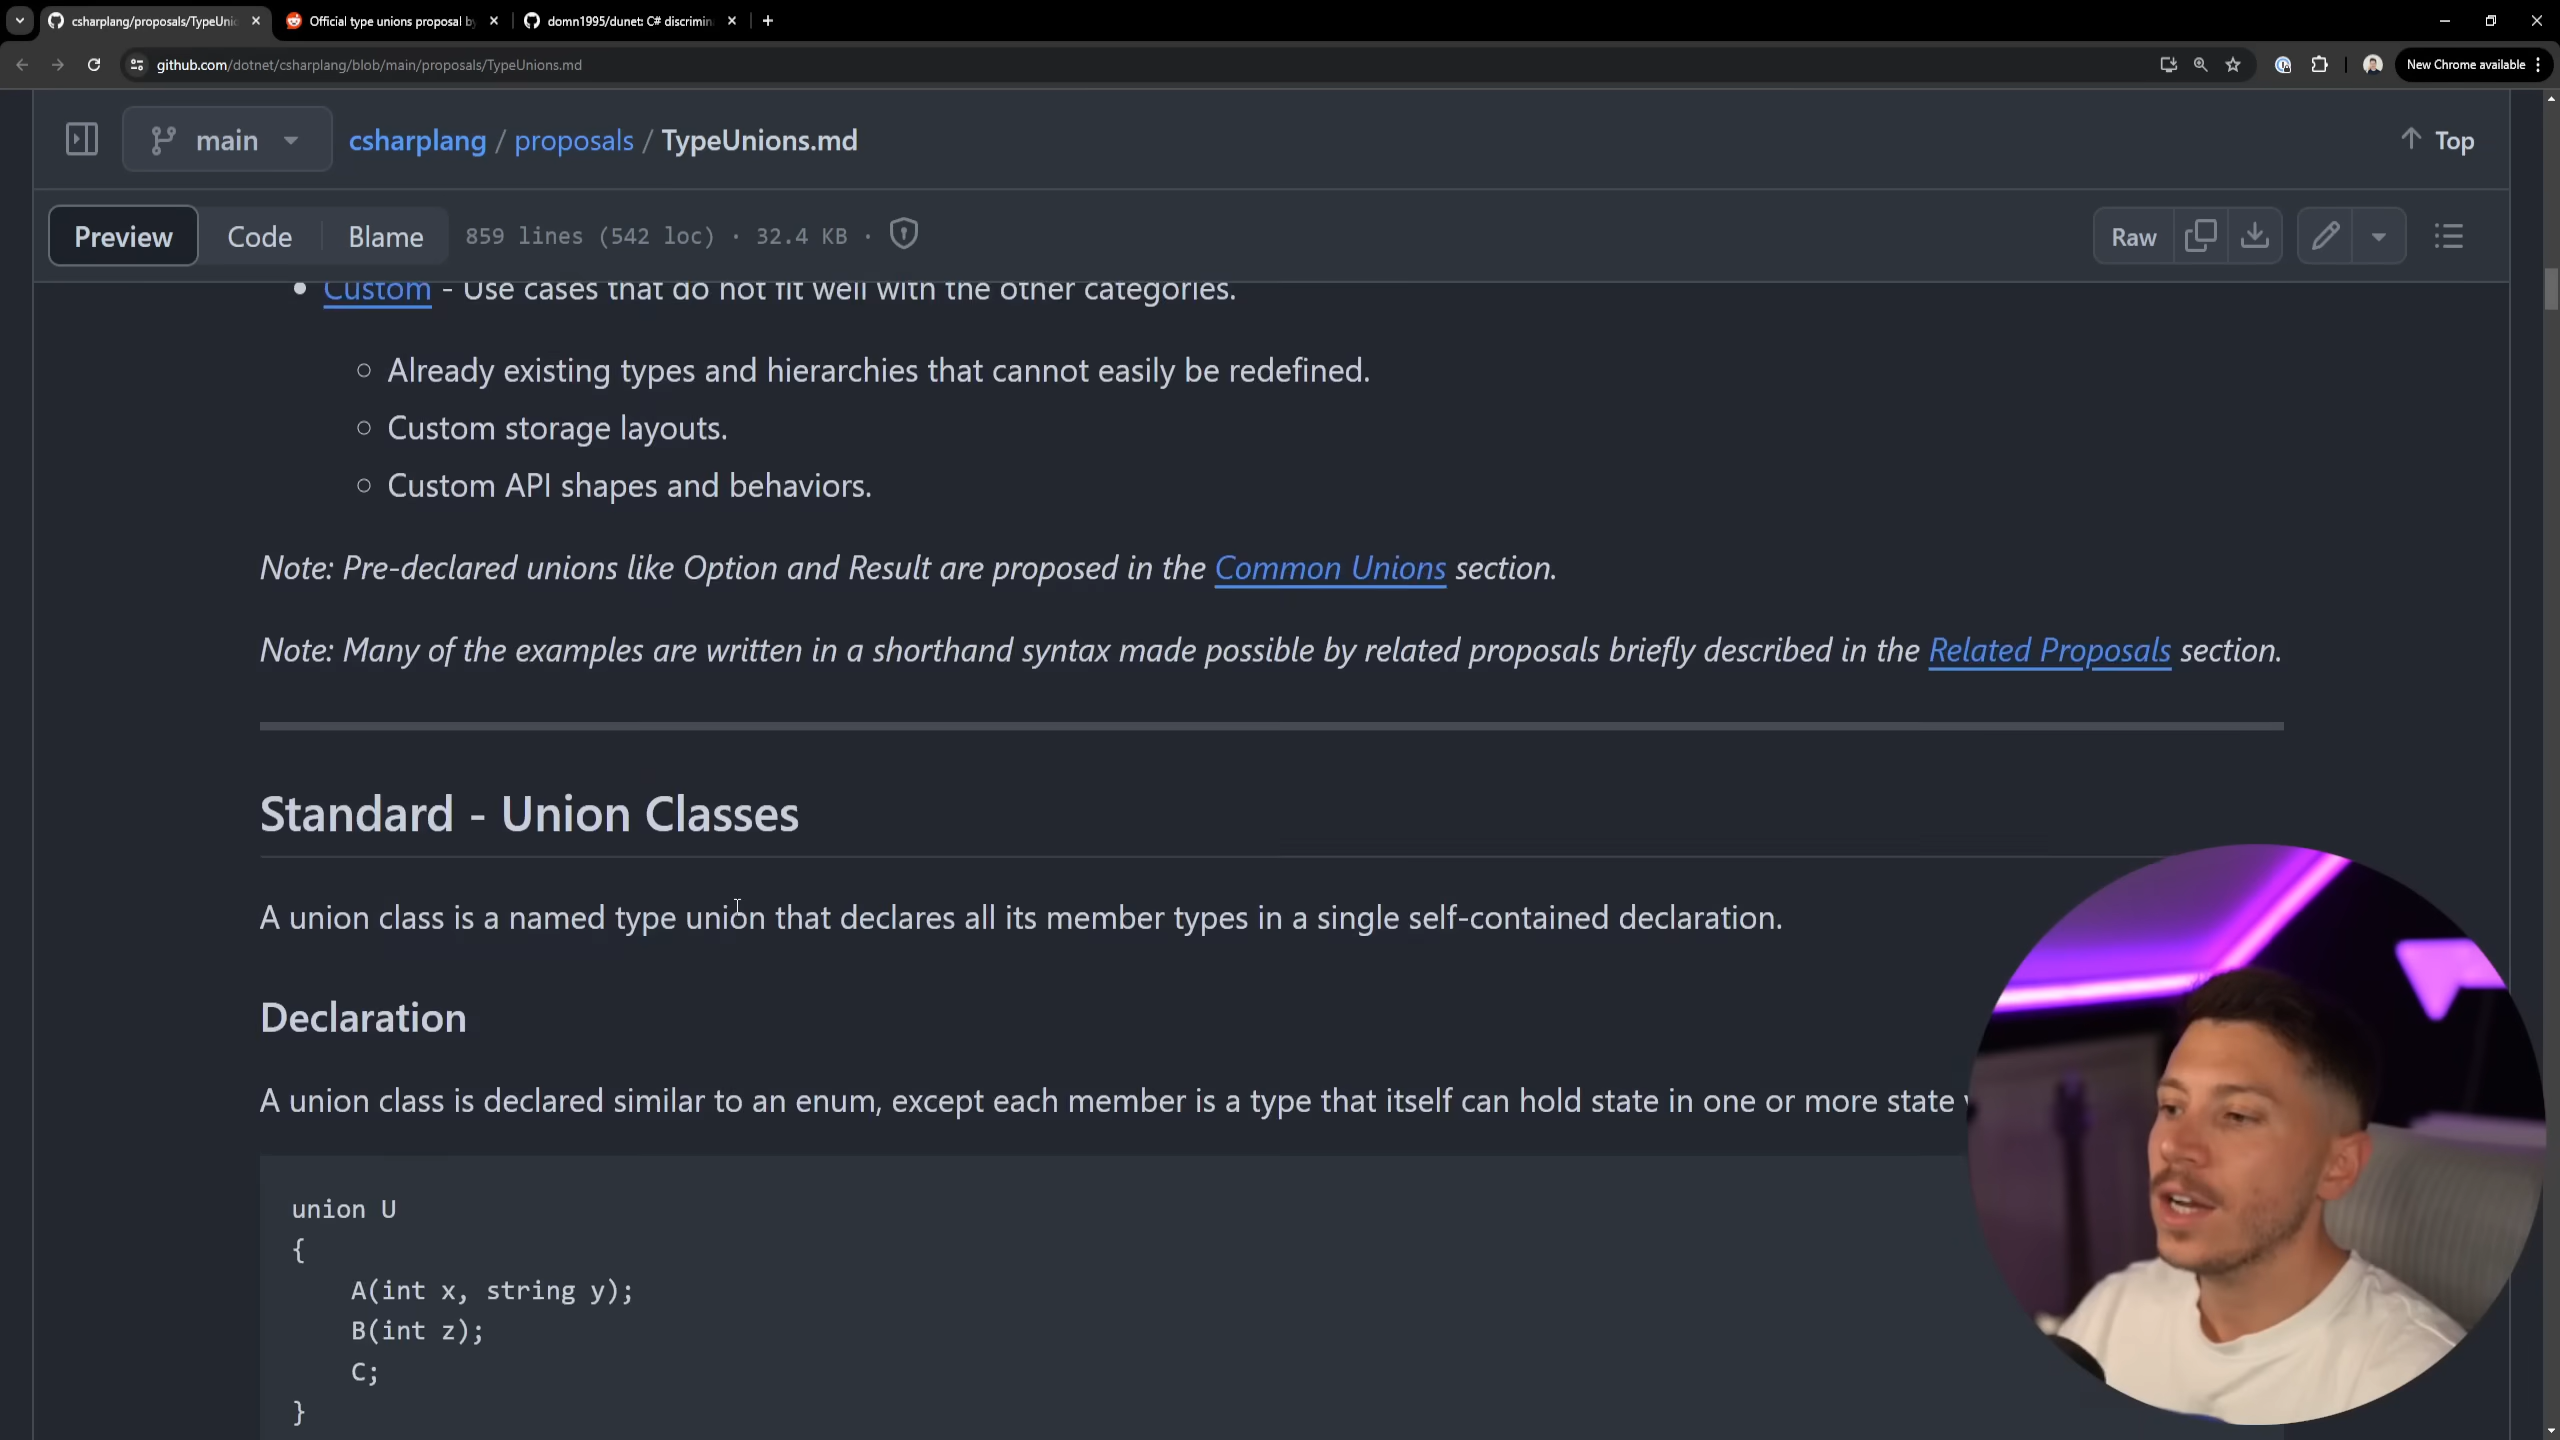 csharplang/proposals/TypeUnio
Official type unions proposal by
domn1995/dunet: C# discrimin
github.com/dotnet/csharplang/blob/main/proposals/TypeUnions.md
New Chrome available
main
csharplang / proposals / TypeUnions.md
Top
Preview
Code
Blame
859 lines (542 loc) · 32.4 KB ·
Raw
Custom - Use cases that do not fit well with the other categories.
Already existing types and hierarchies that cannot easily be redefined.
Custom storage layouts.
Custom API shapes and behaviors.
Note: Pre-declared unions like Option and Result are proposed in the Common Unions section.
Note: Many of the examples are written in a shorthand syntax made possible by related proposals briefly described in the Related Proposals section.
Standard - Union Classes
A union class is a named type union that declares all its member types in a single self-contained declaration.
Declaration
A union class is declared similar to an enum, except each member is a type that itself can hold state in one or more state
union U
{
A(int x, string y);
B(int z);
C;
}